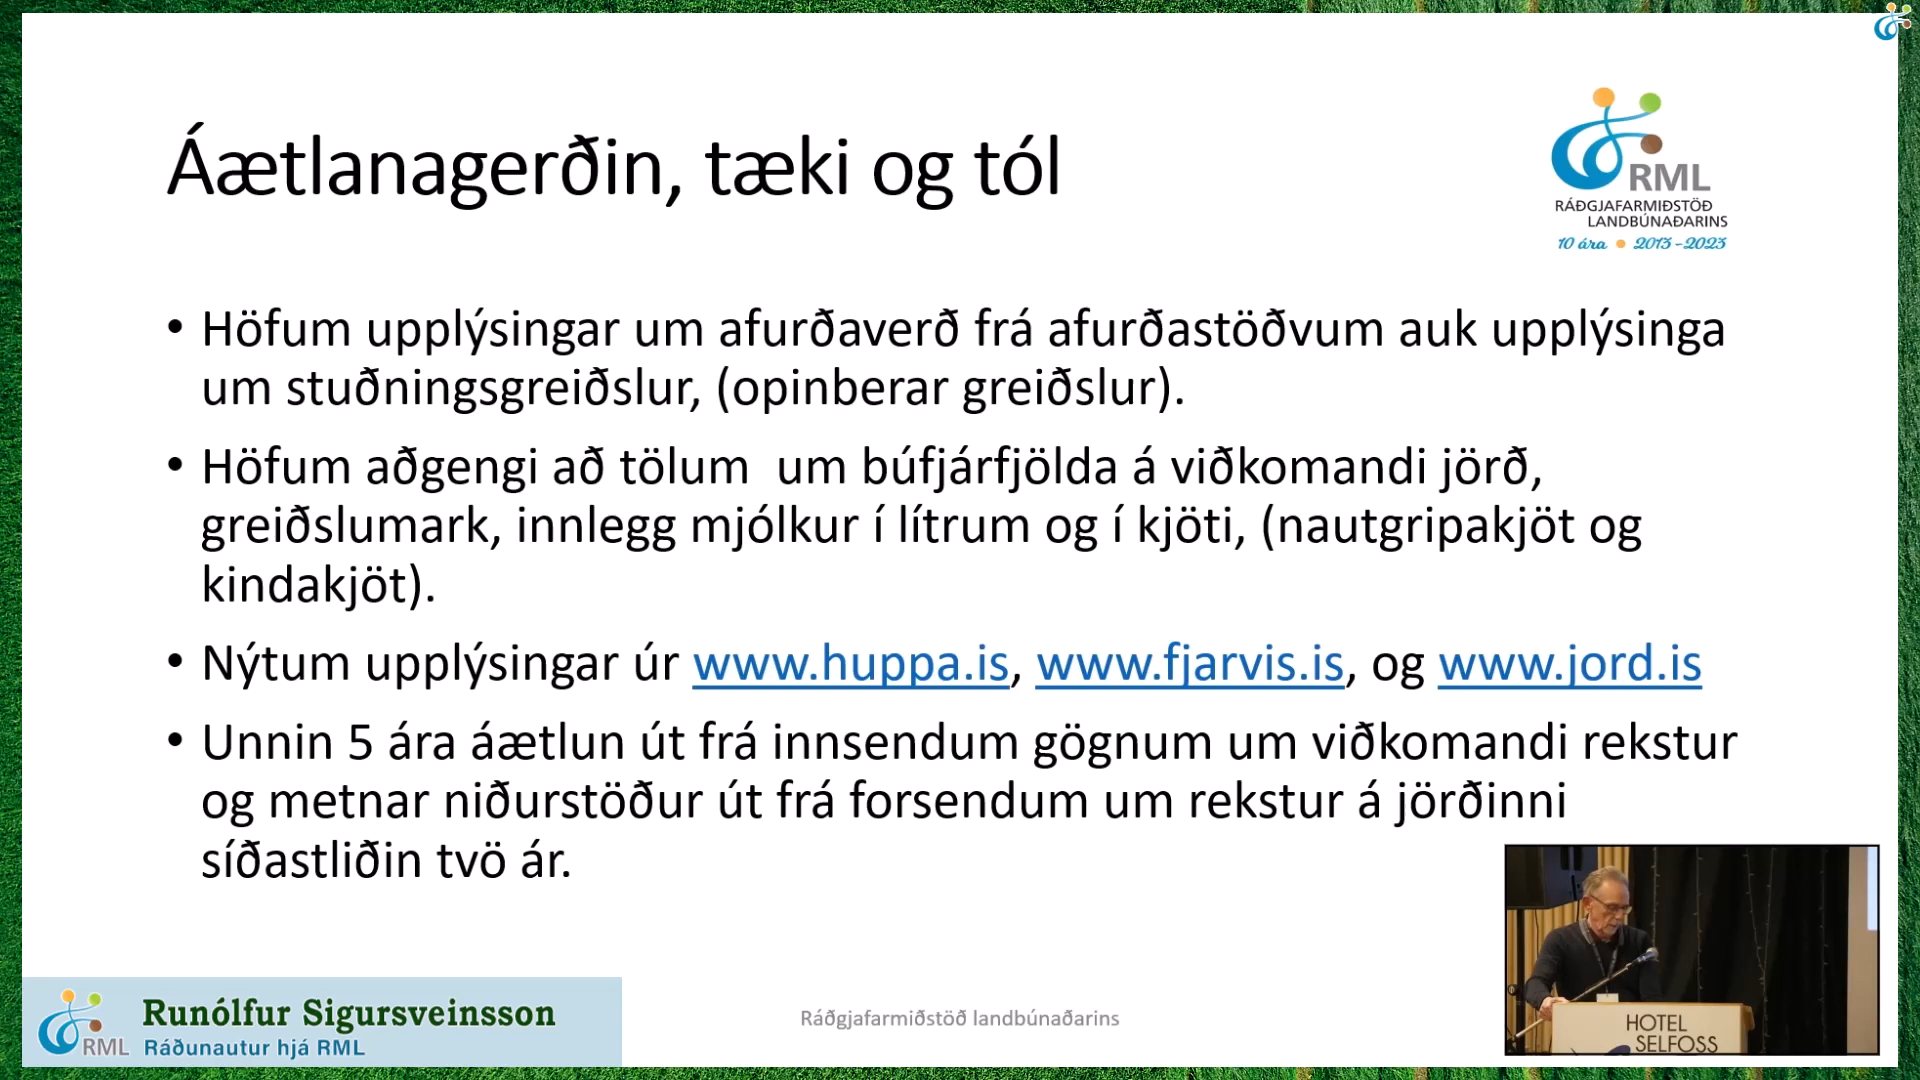 Áætlanagerðin, tæki og tól
RML
RÁÐGJAFARMIÐSTÖÐ
LANDBÚNAÐARINS
10 ára • 2013-2023
• Höfum upplýsingar um afurðaverð frá afurðastöðvum auk upplýsinga
um stuðningsgreiðslur, (opinberar greiðslur).
• Höfum aðgengi að tölum um búfjárfjölda á viðkomandi jörð,
greiðslumark, innlegg mjólkur í lítrum og í kjöti, (nautgripakjöt og
kindakjöt).
• Nýtum upplýsingar úr www.huppa.is, www.fjarvis.is, og www.jord.is
• Unnin 5 ára áætlun út frá innsendum gögnum um viðkomandi rekstur
og metnar niðurstöður út frá forsendum um rekstur á jörðinni
síðastliðin tvö ár.
RML
Runólfur Sigursveinsson
Ráðunautur hjá RML
Ráðgjafarmiðstöð landbúnaðarins
HOTEL
SELFOSS